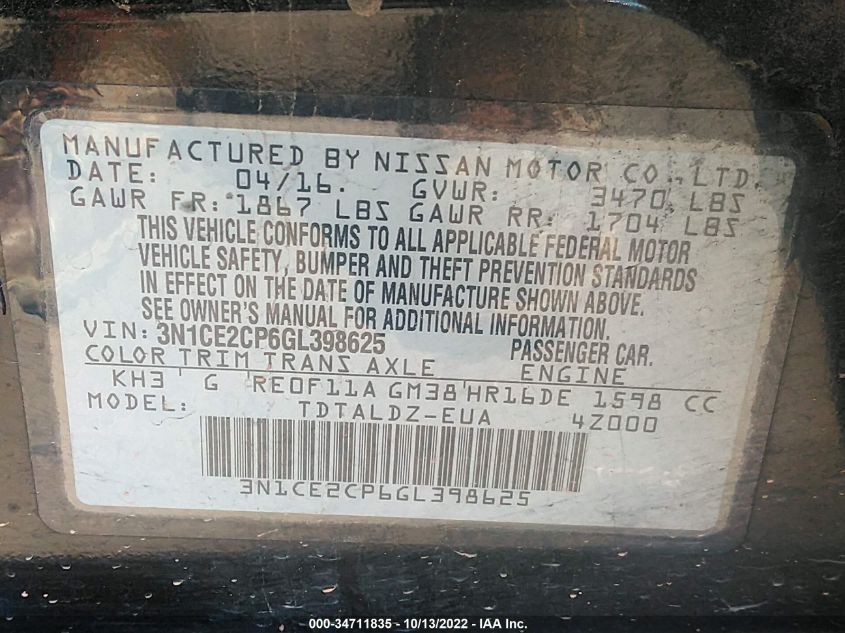 MANUFACTURED BY NISSAN MOTOR CO., LTD.
DATE: 04/16. GVWR: 3470 LBS
GAWR FR: 1867 LBS GAWR RR: 1704 LBS
THIS VEHICLE CONFORMS TO ALL APPLICABLE FEDERAL MOTOR
VEHICLE SAFETY, BUMPER AND THEFT PREVENTION STANDARDS
IN EFFECT ON THE DATE OF MANUFACTURE SHOWN ABOVE.
SEE OWNER'S MANUAL FOR ADDITIONAL INFORMATION.
VIN: 3N1CE2CP6GL398625 PASSENGER CAR.
COLOR TRIM TRANS AXLE ENGINE
KH3 G RE0F11A GM38 HR16DE 1598 CC
MODEL: TDTALDZ-EUA 4Z000
3N1CE2CP6GL398625
000-34711835 - 10/13/2022 - IAA Inc.